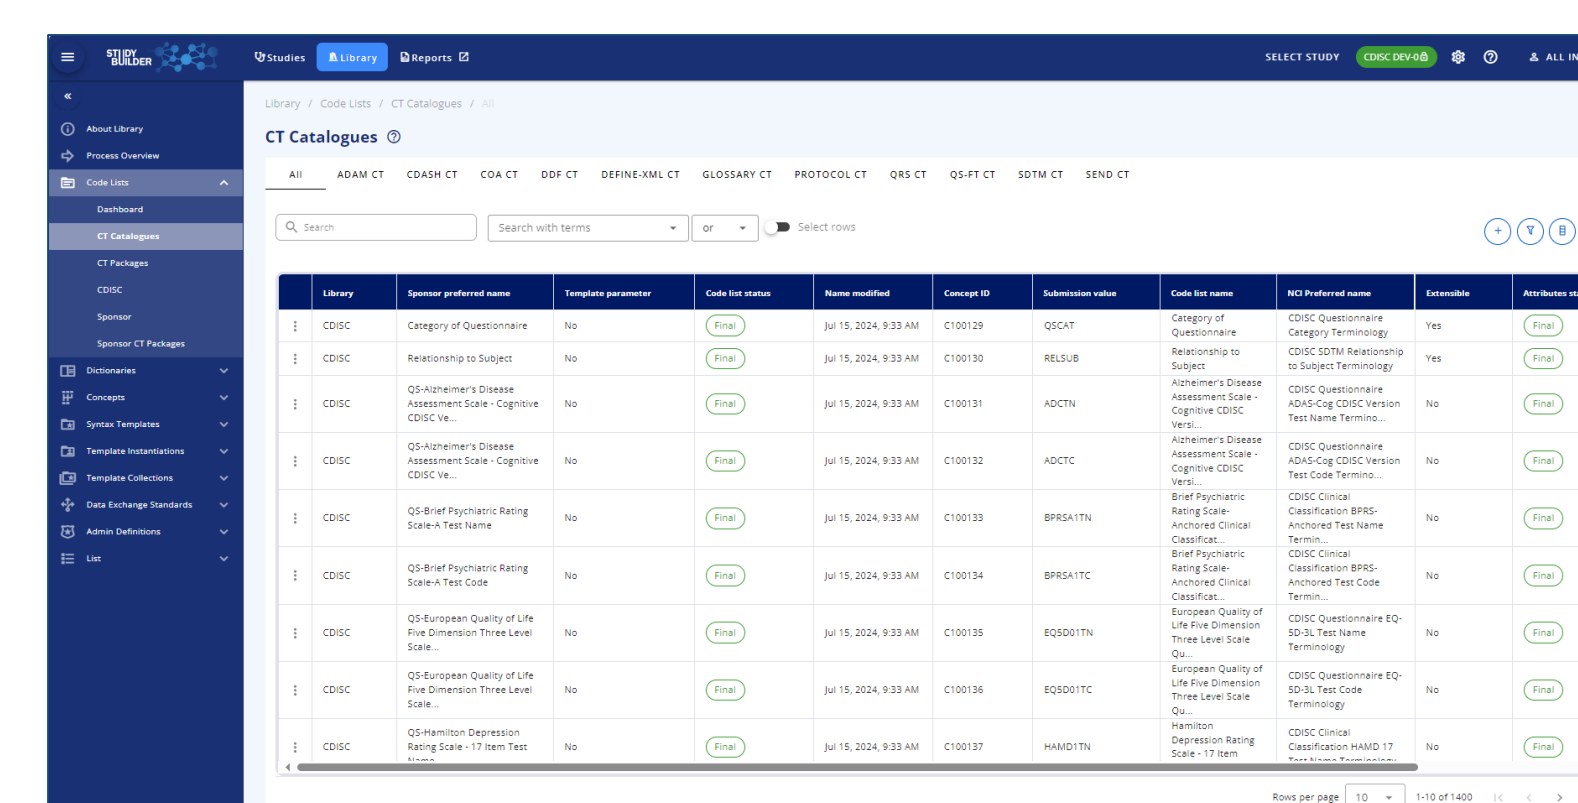 STUDY
BUILDER
Studies
Library
Reports
SELECT STUDY
CDISC DEV-0
ALL IN
About Library
Process Overview
Code Lists
Dashboard
CT Catalogues
CT Packages
CDISC
Sponsor
Sponsor CT Packages
Dictionaries
Concepts
Syntax Templates
Template Instantiations
Template Collections
Data Exchange Standards
Admin Definitions
List
Library / Code Lists / CT Catalogues / All
CT Catalogues
All ADAM CT CDASH CT COA CT DDF CT DEFINE-XML CT GLOSSARY CT PROTOCOL CT QRS CT QS-FT CT SDTM CT SEND CT
Search
Search with terms
or
Select rows
Library Sponsor preferred name Template parameter Code list status Name modified Concept ID Submission value Code list name NCI Preferred name Extensible Attributes sta
CDISC Category of Questionnaire No Final Jul 15, 2024, 9:33 AM C100129 QSCAT
Category of
Questionnaire
CDISC Questionnaire
Category Terminology
Yes Final
CDISC Relationship to Subject No Final Jul 15, 2024, 9:33 AM C100130 RELSUB
Relationship to
Subject
CDISC SDTM Relationship
to Subject Terminology
Yes Final
CDISC
QS-Alzheimer's Disease
Assessment Scale - Cognitive
CDISC Ve...
No Final Jul 15, 2024, 9:33 AM C100131 ADCTN
Alzheimer's Disease
Assessment Scale -
Cognitive CDISC
Versi...
CDISC Questionnaire
ADAS-Cog CDISC Version
Test Name Termino...
No Final
CDISC
QS-Alzheimer's Disease
Assessment Scale - Cognitive
CDISC Ve...
No Final Jul 15, 2024, 9:33 AM C100132 ADCTC
Alzheimer's Disease
Assessment Scale -
Cognitive CDISC
Versi...
CDISC Questionnaire
ADAS-Cog CDISC Version
Test Code Termino...
No Final
CDISC
QS-Brief Psychiatric Rating
Scale-A Test Name
No Final Jul 15, 2024, 9:33 AM C100133 BPRSA1TN
Brief Psychiatric
Rating Scale-
Anchored Clinical
Classificat...
CDISC Clinical
Classification BPRS-
Anchored Test Name
Termin...
No Final
CDISC
QS-Brief Psychiatric Rating
Scale-A Test Code
No Final Jul 15, 2024, 9:33 AM C100134 BPRSA1TC
Brief Psychiatric
Rating Scale-
Anchored Clinical
Classificat...
CDISC Clinical
Classification BPRS-
Anchored Test Code
Termin...
No Final
CDISC
QS-European Quality of Life
Five Dimension Three Level
Scale...
No Final Jul 15, 2024, 9:33 AM C100135 EQ5D01TN
European Quality of
Life Five Dimension
Three Level Scale
Qu...
CDISC Questionnaire EQ-
5D-3L Test Name
Terminology
No Final
CDISC
QS-European Quality of Life
Five Dimension Three Level
Scale...
No Final Jul 15, 2024, 9:33 AM C100136 EQ5D01TC
European Quality of
Life Five Dimension
Three Level Scale
Qu...
CDISC Questionnaire EQ-
5D-3L Test Code
Terminology
No Final
CDISC
QS-Hamilton Depression
Rating Scale - 17 Item Test
Name
No Final Jul 15, 2024, 9:33 AM C100137 HAMD1TN
Hamilton
Depression Rating
Scale - 17 Item
CDISC Clinical
Classification HAMD 17
Test Name Terminology
No Final
Rows per page 10 1-10 of 1400